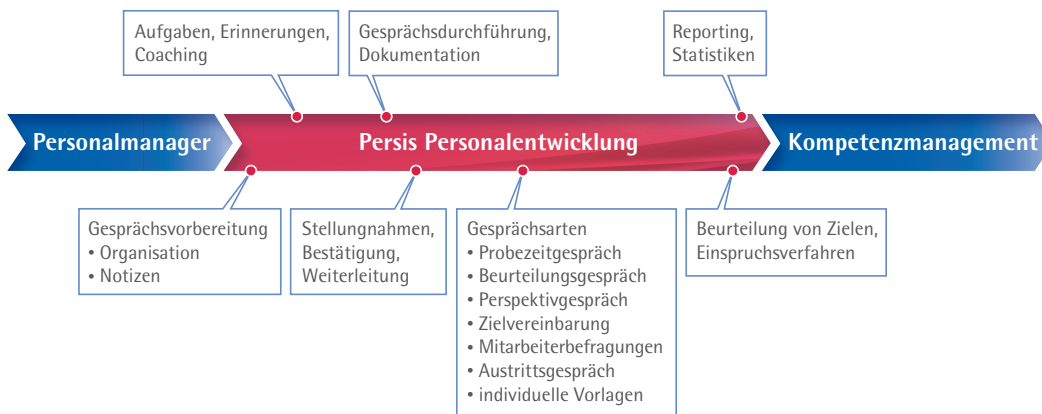 Aufgaben, Erinnerungen,
Coaching
Gesprächsdurchführung,
Dokumentation
Reporting,
Statistiken
Personalmanager
Persis Personalentwicklung
Kompetenzmanagement
Gesprächsvorbereitung
• Organisation
• Notizen
Stellungnahmen,
Bestätigung,
Weiterleitung
Gesprächsarten
• Probezeitgespräch
• Beurteilungsgespräch
• Perspektivgespräch
• Zielvereinbarung
• Mitarbeiterbefragungen
• Austrittsgespräch
• individuelle Vorlagen
Beurteilung von Zielen,
Einspruchsverfahren